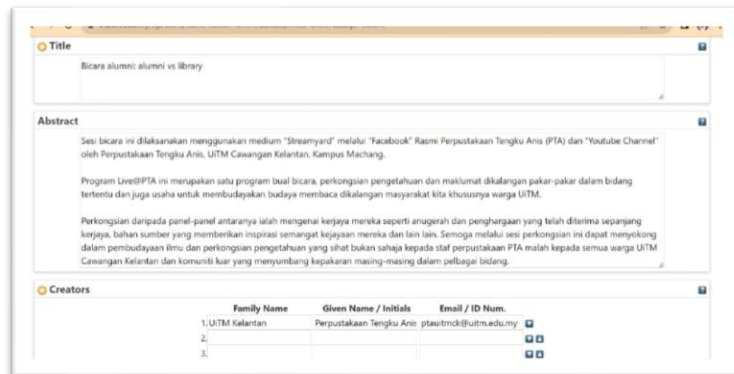 Title
Bicara alumni: alumni vs library
Abstract
Sesi bicara ini dilaksanakan menggunakan medium "Streamyard" melalui "Facebook" Rasmi Perpustakaan Tengku Anis (PTA) dan "Youtube Channel"
oleh Perpustakaan Tengku Anis, UiTM Cawangan Kelantan, Kampus Machang.
Program Live@PTA ini merupakan satu program bual bicara, perkongsian pengetahuan dan maklumat dikalangan pakar-pakar dalam bidang
tertentu dan juga usaha untuk membudayakan budaya membaca dikalangan masyarakat kita khususnya warga UiTM.
Perkongsian daripada panel-panel antaranya ialah mengenai kerjaya mereka seperti anugerah dan penghargaan yang telah diterima sepanjang
kerjaya, bahan sumber yang memberikan inspirasi semangat kejayaan mereka dan lain lain. Semoga melalui sesi perkongsian ini dapat menyokong
dalam pembudayaan ilmu dan perkongsian pengetahuan yang sihat bukan sahaja kepada staf perpustakaan PTA malah kepada semua warga UiTM
Cawangan Kelantan dan komuniti luar yang menyumbang kepakaran masing-masing dalam pelbagai bidang.
Creators
Family Name Given Name / Initials Email / ID Num.
1. UiTM Kelantan Perpustakaan Tengku Anis ptauitmck@uitm.edu.my
2.
3.